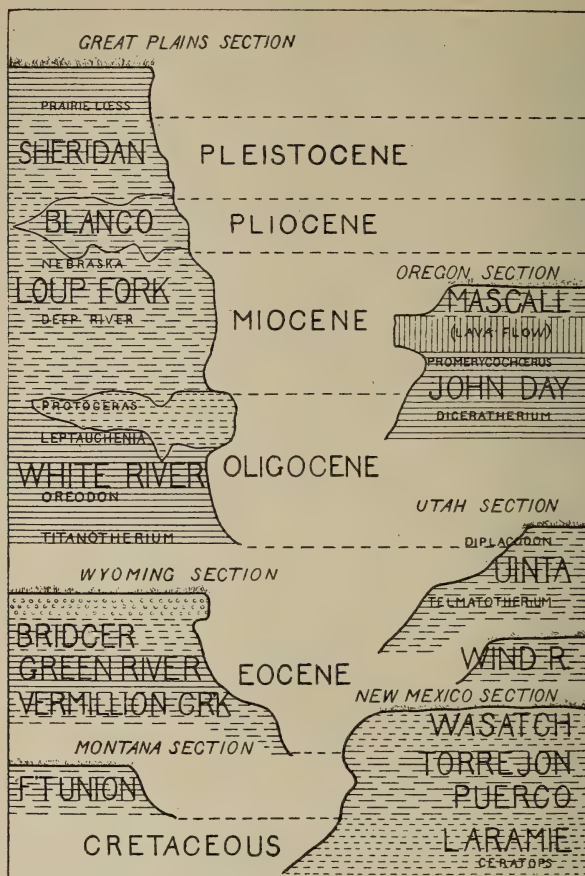 GREAT PLAINS SECTION
PRAIRIE LŒSS
SHERIDAN
PLEISTOCENE
BLANCO
PLIOCENE
NEBRASKA
OREGON SECTION
LOUP FORK
MASCALL
DEEP RIVER
MIOCENE
(LAVA FLOW)
PROMERYCOCHŒRUS
JOHN DAY
PROTOCERAS
DICERATHERIUM
LEPTAUCHENIA
WHITE RIVER
OLIGOCENE
OREODON
UTAH SECTION
TITANOTHERIUM
DIPLACODON
WYOMING SECTION
UINTA
TELMATOTHERIUM
BRIDGER
GREEN RIVER
EOCENE
WIND R.
VERMILLION CRK
NEW MEXICO SECTION
WASATCH
MONTANA SECTION
TORREJON
FT UNION
PUERCO
CRETACEOUS
LARAMIE
CERATOPS